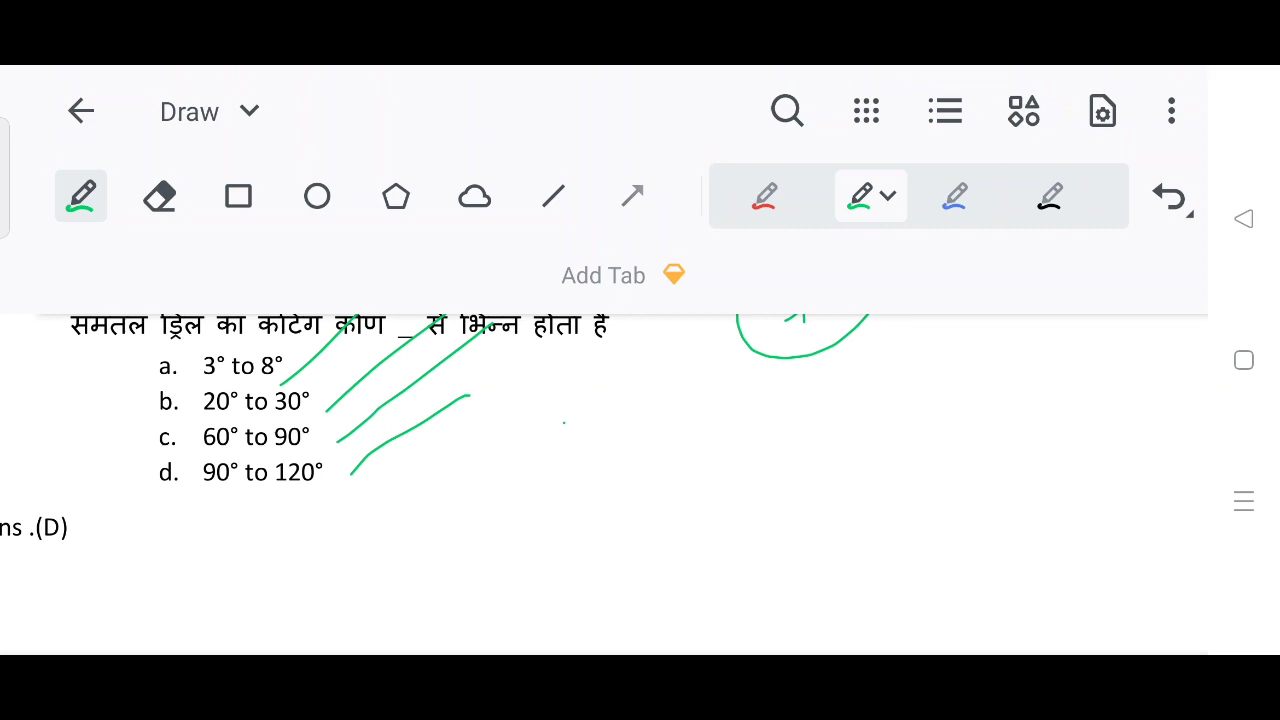 Draw
Add Tab
समतल ड्रिल का कटिंग कोण _ से भिन्न होता है
a. 3° to 8°
b. 20° to 30°
c. 60° to 90°
d. 90° to 120°
ns .(D)